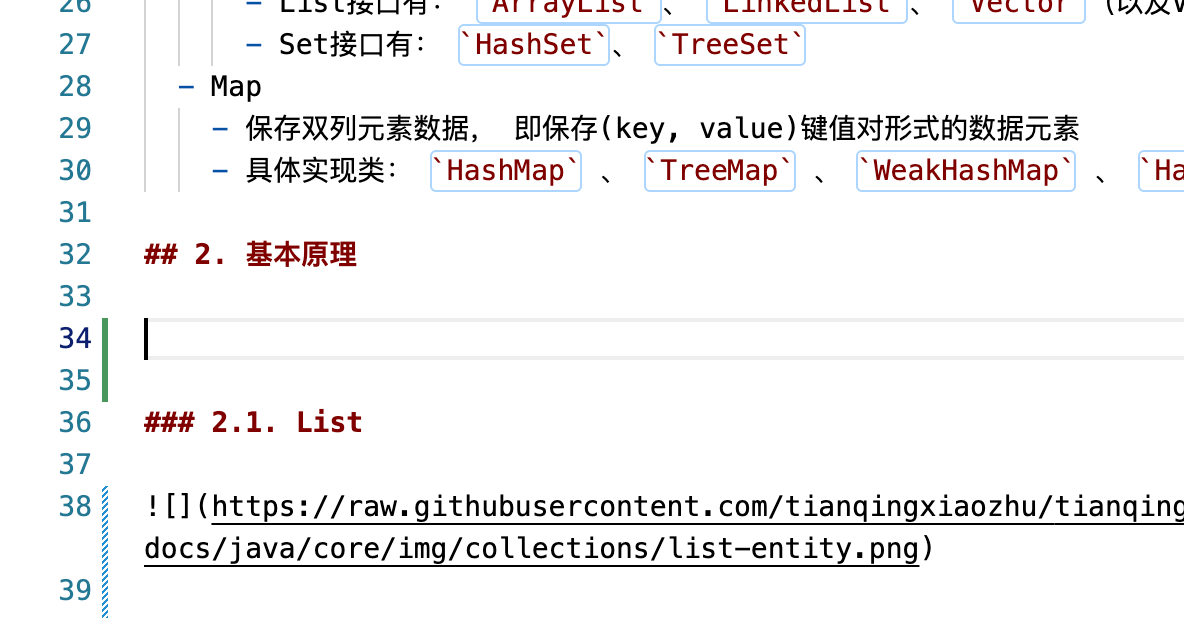 26 - List接口有: `ArrayList`、 `LinkedList`、 `Vector` (以及
27 - Set接口有: `HashSet`、 `TreeSet`
28 - Map
29 - 保存双列元素数据, 即保存(key, value)键值对形式的数据元素
30 - 具体实现类: `HashMap` 、 `TreeMap` 、 `WeakHashMap` 、 `Ha
31
32 ## 2. 基本原理
33
34
35
36 ### 2.1. List
37
38 ![](https://raw.githubusercontent.com/tianqingxiaozhu/tianqing
docs/java/core/img/collections/list-entity.png)
39